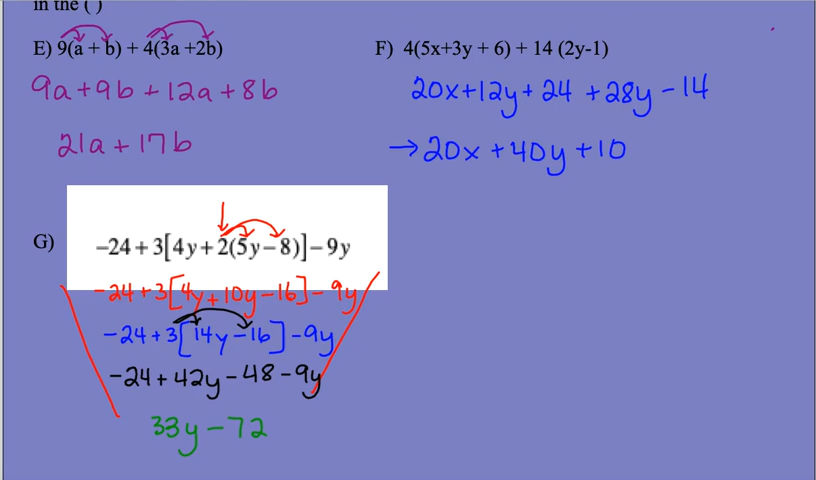 in the ( )
E) 9(a + b) + 4(3a +2b)
9a+9b + 12a + 8b
21a + 17b
F) 4(5x+3y + 6) + 14 (2y-1)
20x+12y+24 +28y-14
→20x +40y +10
G) −24 + 3[4y + 2(5y − 8)] − 9y
-24+3[4y+10y-16]-9y
-24+3[14y-16]-9y
-24+42y-48-9y
33y-72